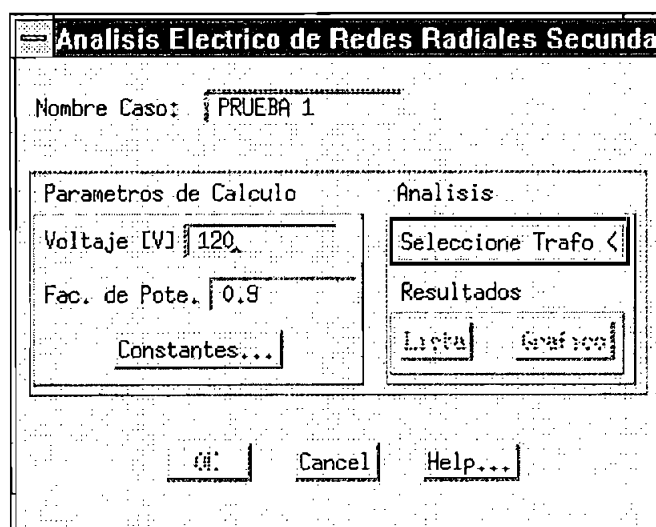 Analisis Electrico de Redes Radiales Secunda
Nombre Caso: PRUEBA 1
Parametros de Calculo
Voltaje [V] 120
Fac. de Pote. 0.9
Constantes...
Analisis
Seleccione Trafo <
Resultados
Lista Grafico
OK Cancel Help...